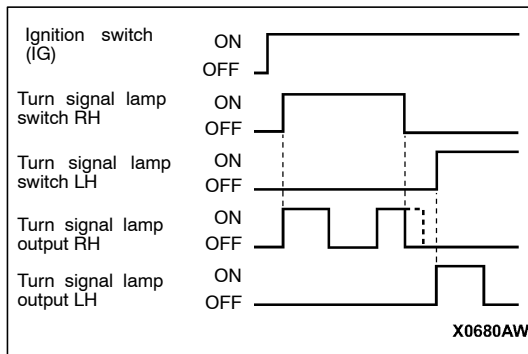 Ignition switch
(IG)
ON
OFF
Turn signal lamp
switch RH
ON
OFF
Turn signal lamp
switch LH
ON
OFF
Turn signal lamp
output RH
ON
OFF
Turn signal lamp
output LH
ON
OFF
X0680AW